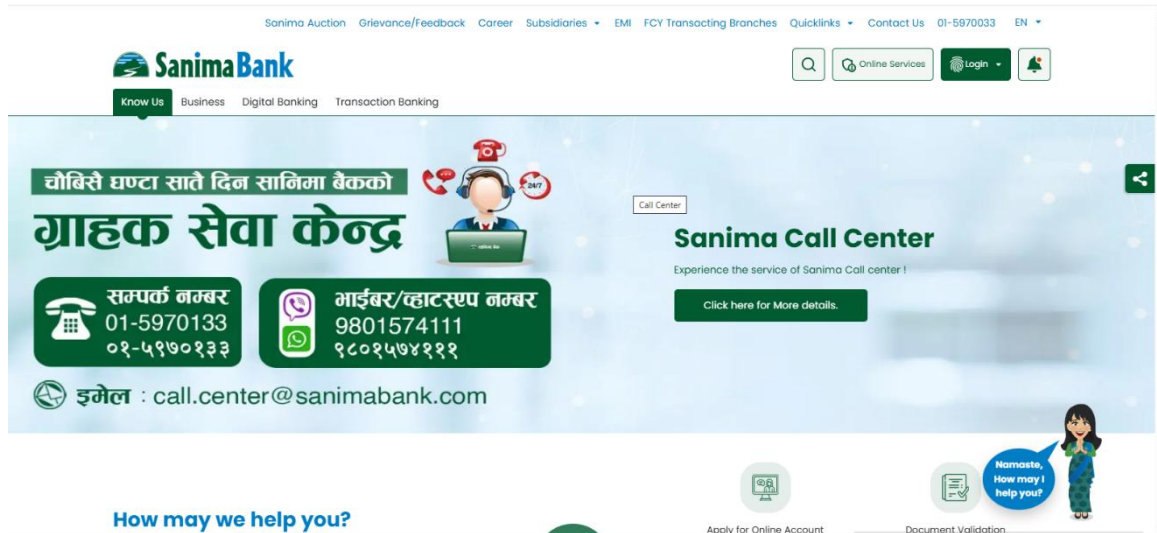 Sanima Auction Grievance/Feedback Career Subsidiaries EMI FCY Transacting Branches Quicklinks Contact Us 01-5970033 EN
Sanima Bank
Online Services Login
Know Us Business Digital Banking Transaction Banking
चौबिसै घण्टा सातै दिन सानिमा बैंकको
ग्राहक सेवा केन्द्र
24/7
सम्पर्क नम्बर
01-5970133
०१-५९७०१३३
भाईबर/व्हाटस्एप नम्बर
9801574111
९८०१५७४१११
इमेल : call.center@sanimabank.com
Call Center
Sanima Call Center
Experience the service of Sanima Call center !
Click here for More details.
Namaste,
How may I
help you?
How may we help you?
Apply for Online Account
Document Validation